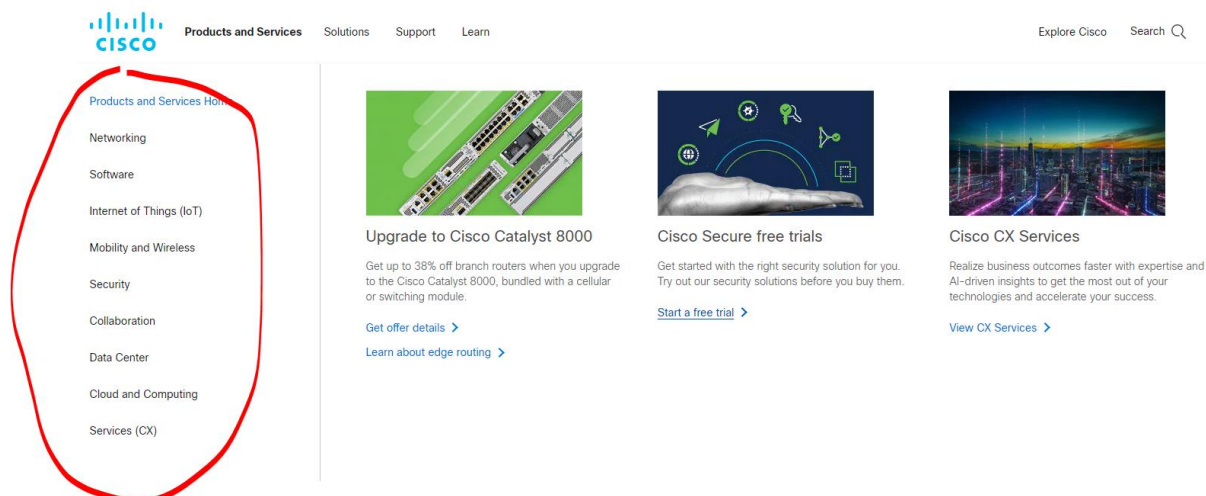 CISCO
Products and Services
Solutions
Support
Learn
Explore Cisco
Search
Products and Services Home
Networking
Software
Internet of Things (IoT)
Mobility and Wireless
Security
Collaboration
Data Center
Cloud and Computing
Services (CX)
Upgrade to Cisco Catalyst 8000
Get up to 38% off branch routers when you upgrade
to the Cisco Catalyst 8000, bundled with a cellular
or switching module.
Get offer details
Learn about edge routing
Cisco Secure free trials
Get started with the right security solution for you.
Try out our security solutions before you buy them.
Start a free trial
Cisco CX Services
Realize business outcomes faster with expertise and
AI-driven insights to get the most out of your
technologies and accelerate your success.
View CX Services